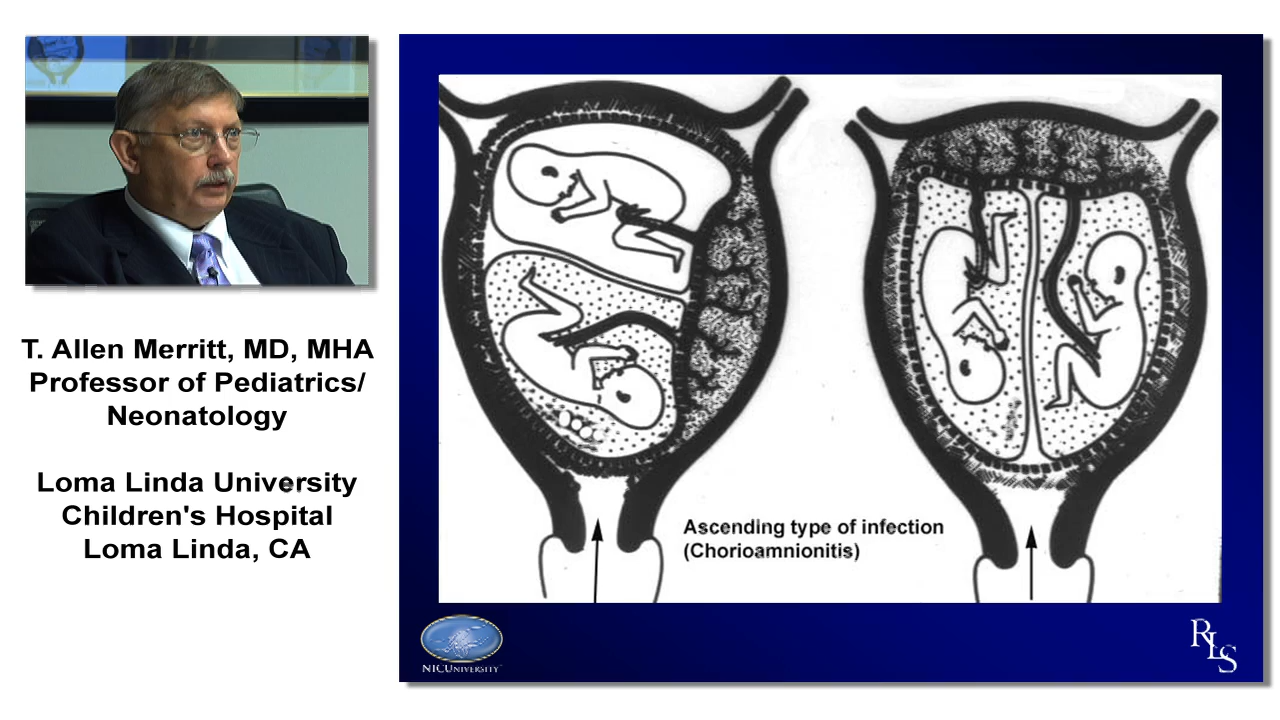 T. Allen Merritt, MD, MHA
Professor of Pediatrics/
Neonatology
Loma Linda University
Children's Hospital
Loma Linda, CA
Ascending type of infection
(Chorioamnionitis)
NICUNIVERSITY
RLS